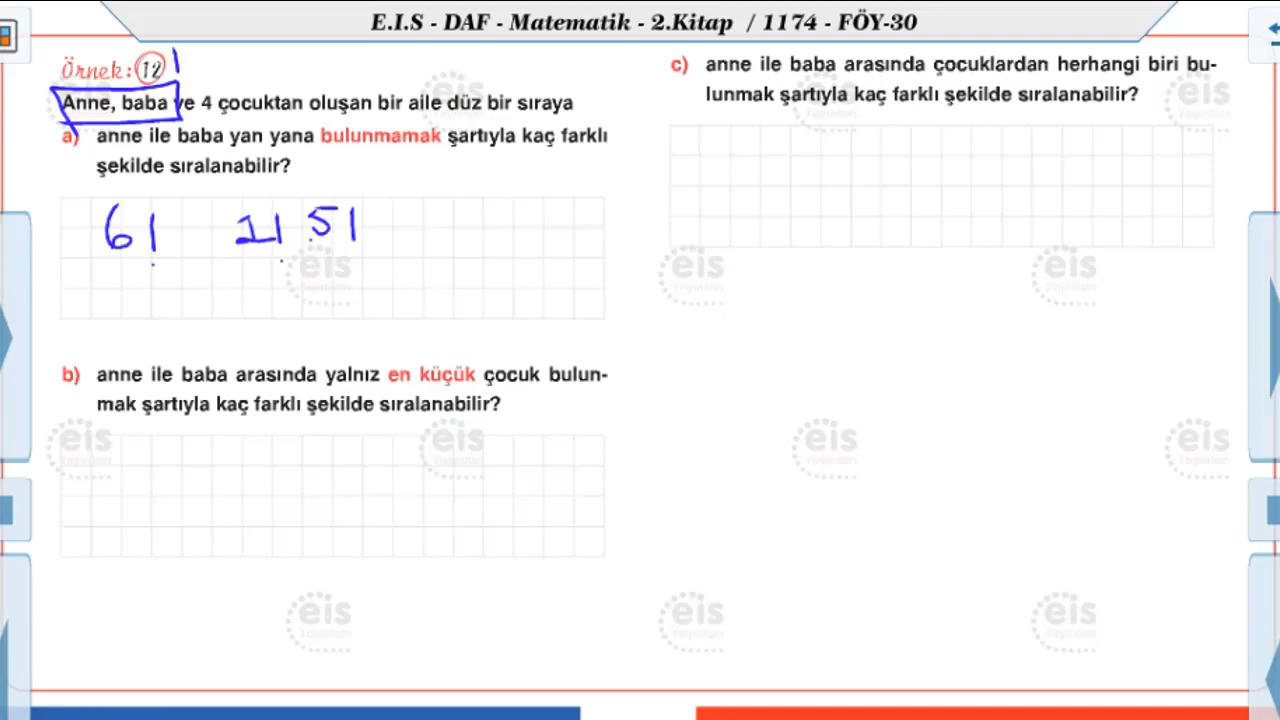 E.I.S - DAF - Matematik - 2.Kitap / 1174 - FÖY-30
Örnek: 12
Anne, baba ve 4 çocuktan oluşan bir aile düz bir sıraya
a) anne ile baba yan yana bulunmamak şartıyla kaç farklı
şekilde sıralanabilir?
6! 2! 5!
b) anne ile baba arasında yalnız en küçük çocuk bulun-
mak şartıyla kaç farklı şekilde sıralanabilir?
c) anne ile baba arasında çocuklardan herhangi biri bu-
lunmak şartıyla kaç farklı şekilde sıralanabilir?
eis
Yayınları